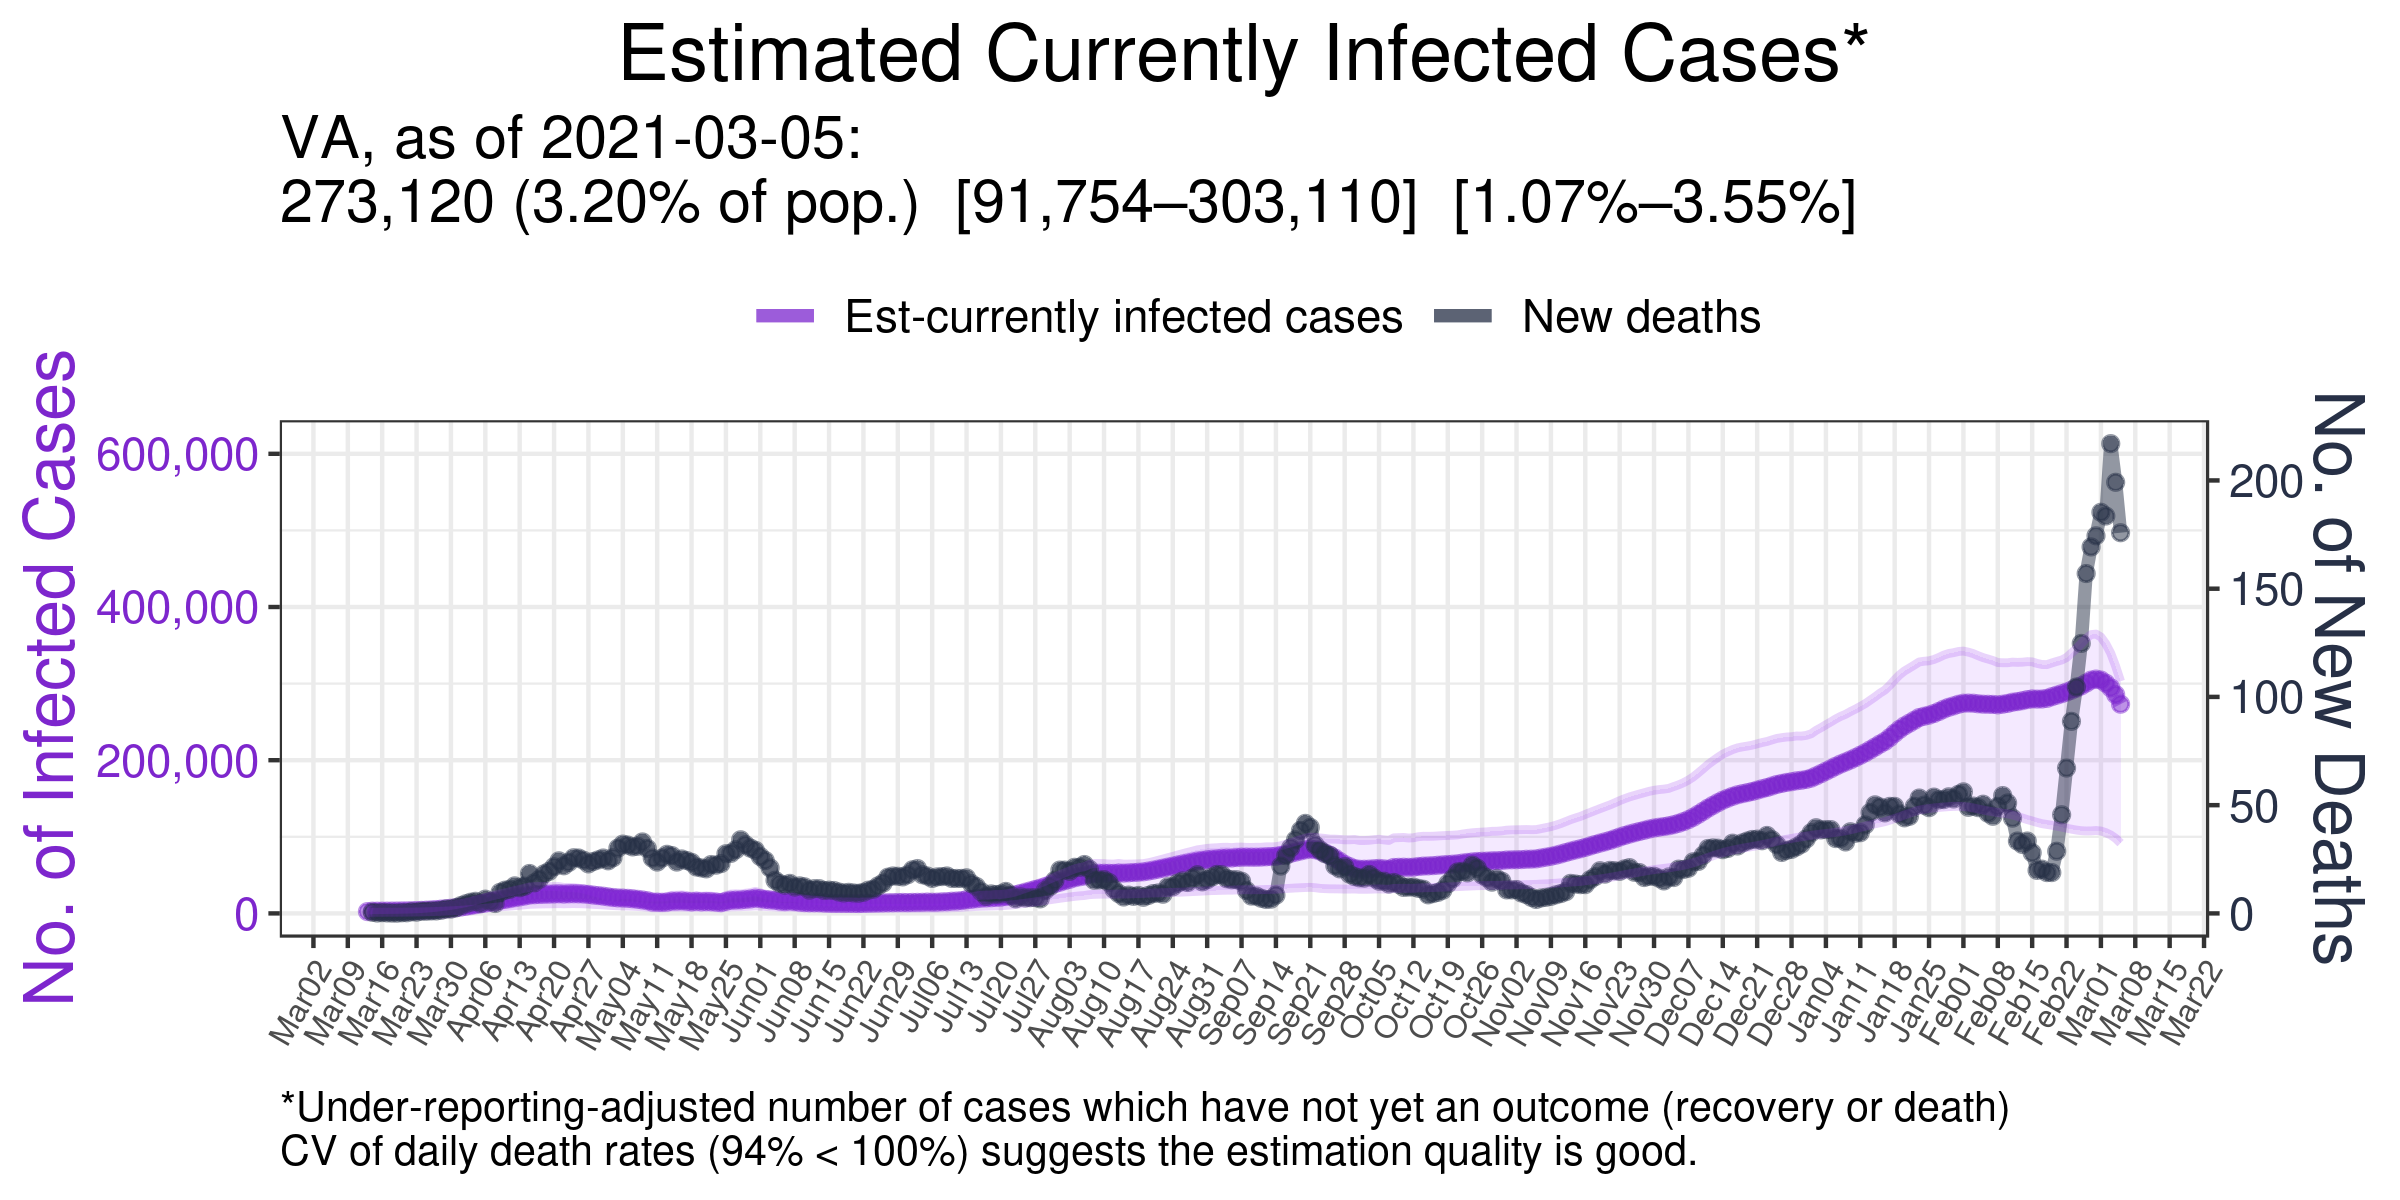 Estimated Currently Infected Cases*
VA, as of 2021-03-05:
273,120 (3.20% of pop.) [91,754–303,110] [1.07%–3.55%]
Est-currently infected cases
New deaths
No. of Infected Cases
600,000
400,000
200,000
0
No. of New Deaths
200
150
100
50
0
Mar02
Mar09
Mar16
Mar23
Mar30
Apr06
Apr13
Apr20
Apr27
May04
May11
May18
May25
Jun01
Jun08
Jun15
Jun22
Jun29
Jul06
Jul13
Jul20
Jul27
Aug03
Aug10
Aug17
Aug24
Aug31
Sep07
Sep14
Sep21
Sep28
Oct05
Oct12
Oct19
Oct26
Nov02
Nov09
Nov16
Nov23
Nov30
Dec07
Dec14
Dec21
Dec28
Jan04
Jan11
Jan18
Jan25
Feb01
Feb08
Feb15
Feb22
Mar01
Mar08
Mar15
Mar22
*Under-reporting-adjusted number of cases which have not yet an outcome (recovery or death)
CV of daily death rates (94% < 100%) suggests the estimation quality is good.